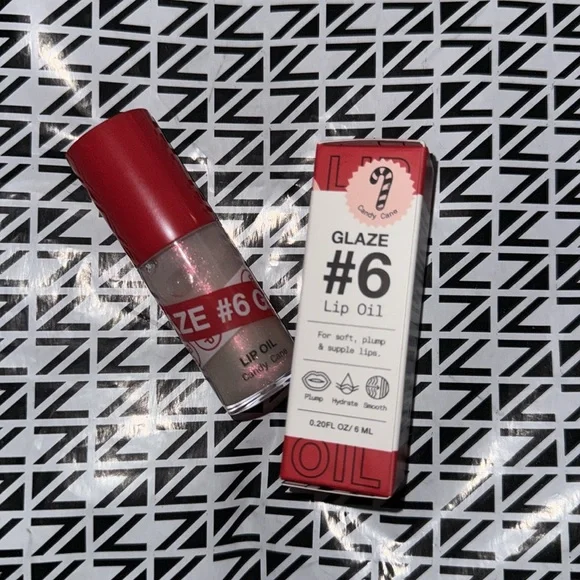 ZE #6 G
LIP OIL
Candy Cane
Candy Cane
GLAZE
#6
Lip Oil
For soft, plump
& supple lips.
Plump
Hydrate
Smooth
0.20FL OZ/ 6 ML
OIL